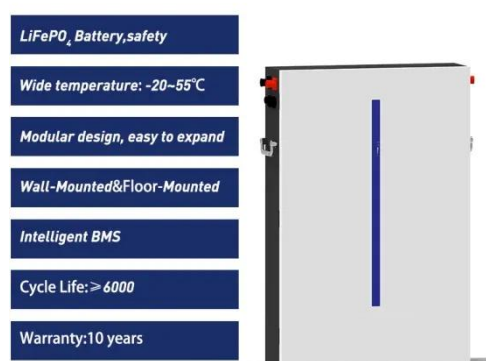 LiFePO₄ Battery,safety
Wide temperature: -20~55℃
Modular design, easy to expand
Wall-Mounted&Floor-Mounted
Intelligent BMS
Cycle Life:≥6000
Warranty:10 years